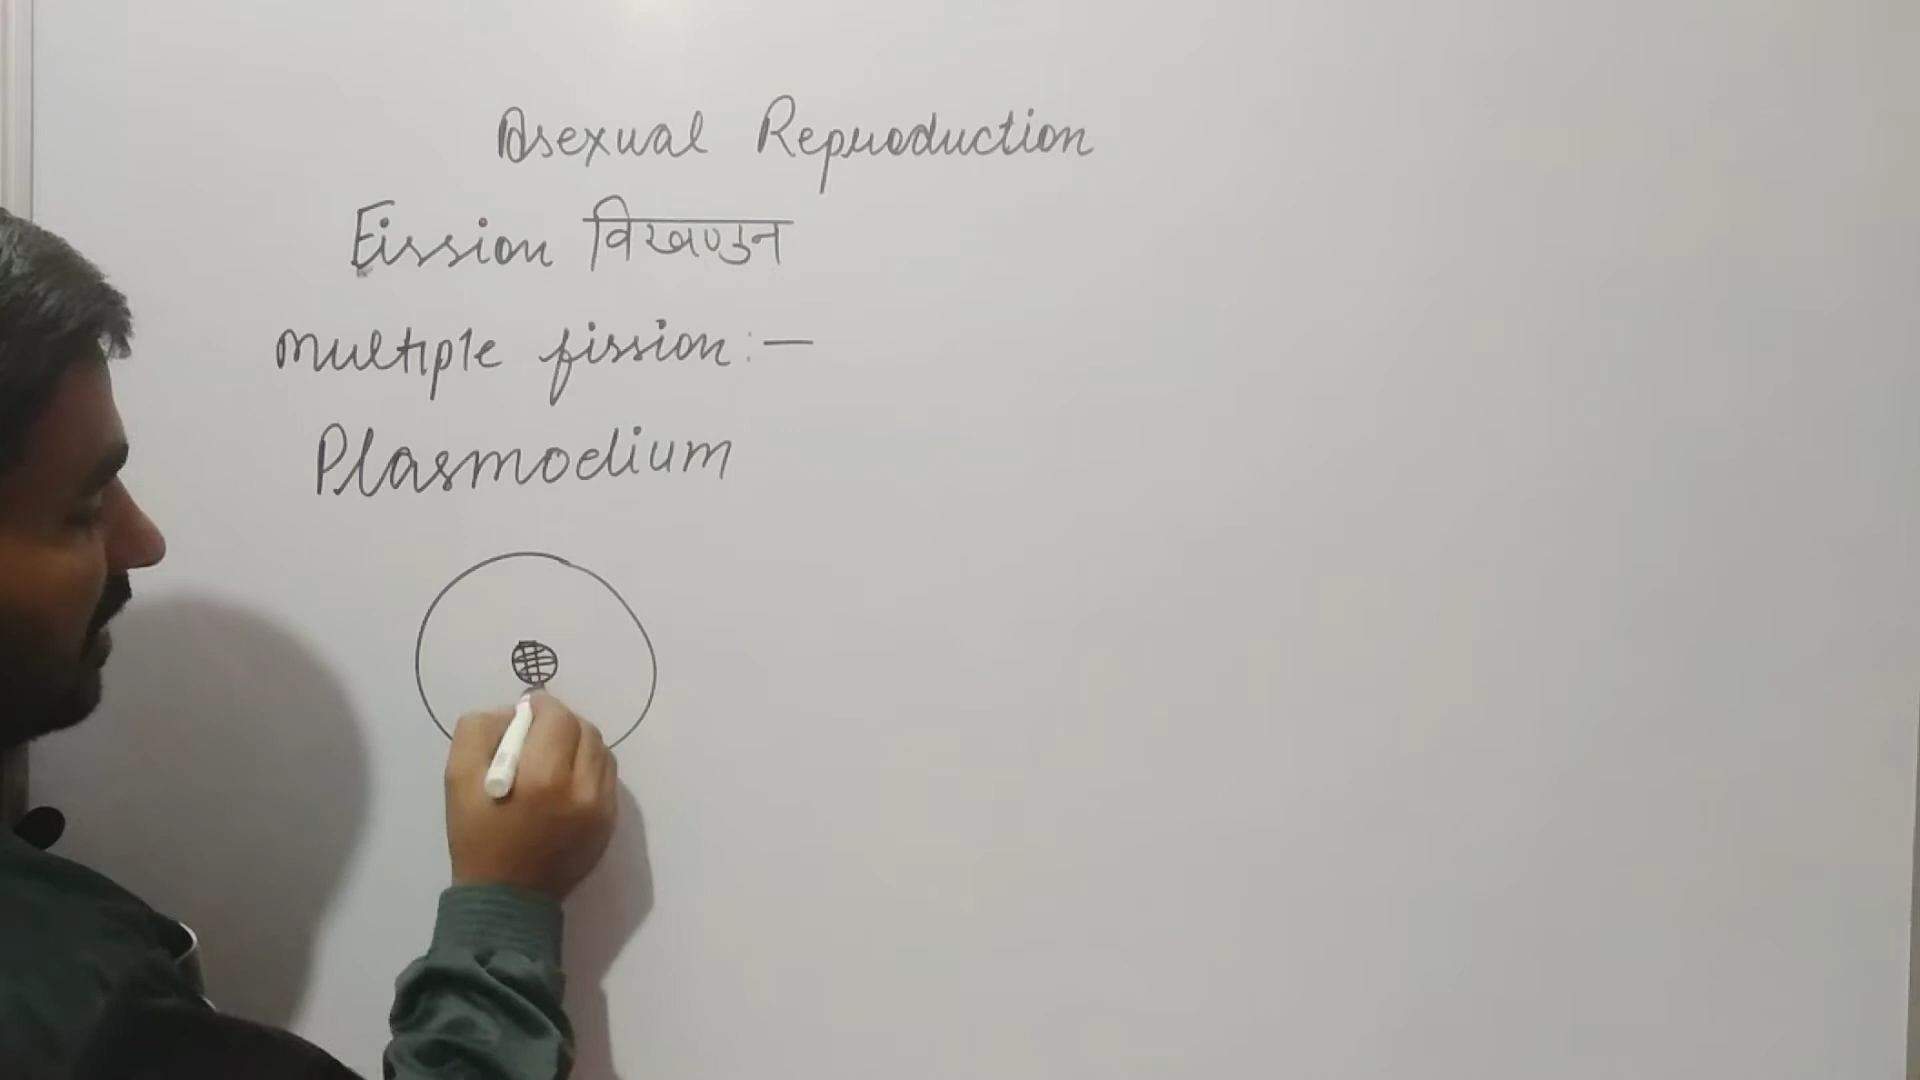 Asexual Reproduction
Fission विखण्डन
multiple fission:—
Plasmodium